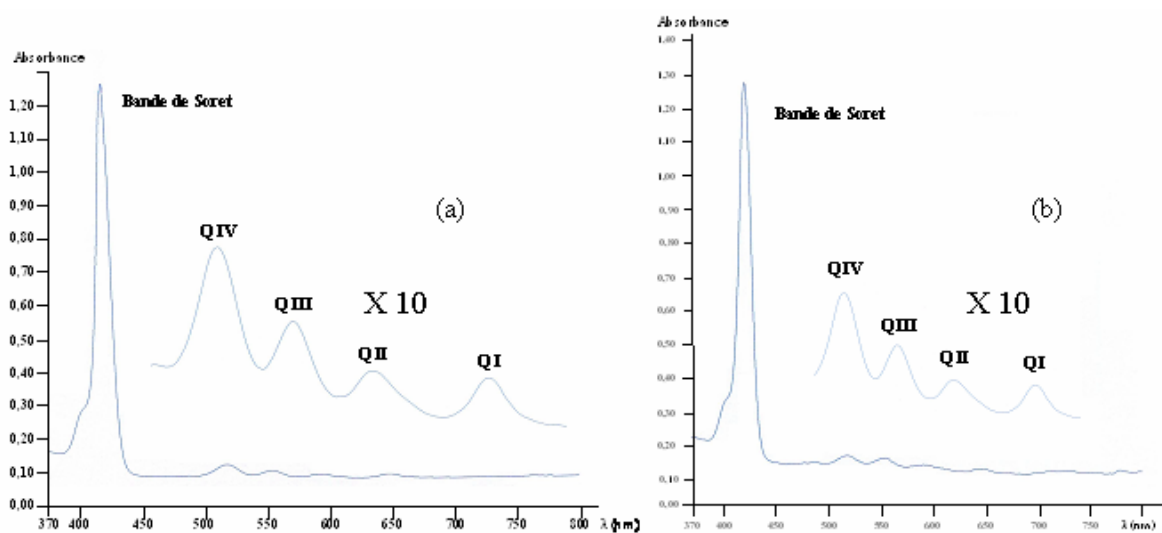 Absorbance
1,20
1,10
1,00
0,90
0,80
0,70
0,60
0,50
0,40
0,30
0,20
0,10
0,00
370 400 450 500 550 600 650 700 750 800 λ (nm)
Bande de Soret
(a)
QIV
QIII
X 10
QII
QI
Absorbance
1,40
1,30
1,20
1,10
1,00
0,90
0,80
0,70
0,60
0,50
0,40
0,30
0,20
0,10
0,00
370 400 450 500 550 600 650 700 750 λ (nm)
Bande de Soret
(b)
QIV
QIII
X 10
QII
QI